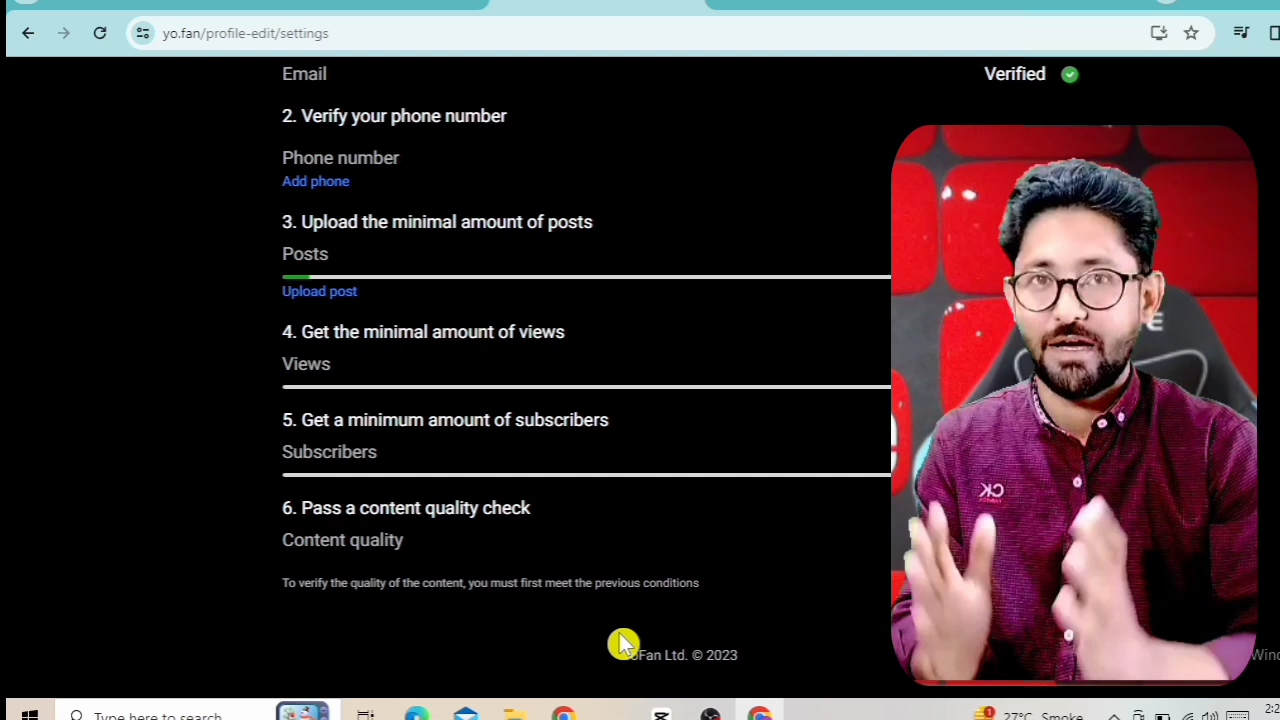 yo.fan/profile-edit/settings
Email
Verified
2. Verify your phone number
Phone number
Add phone
3. Upload the minimal amount of posts
Posts
Upload post
4. Get the minimal amount of views
Views
5. Get a minimum amount of subscribers
Subscribers
6. Pass a content quality check
Content quality
To verify the quality of the content, you must first meet the previous conditions
Fan Ltd. © 2023
Type here to search
27°C Smoke